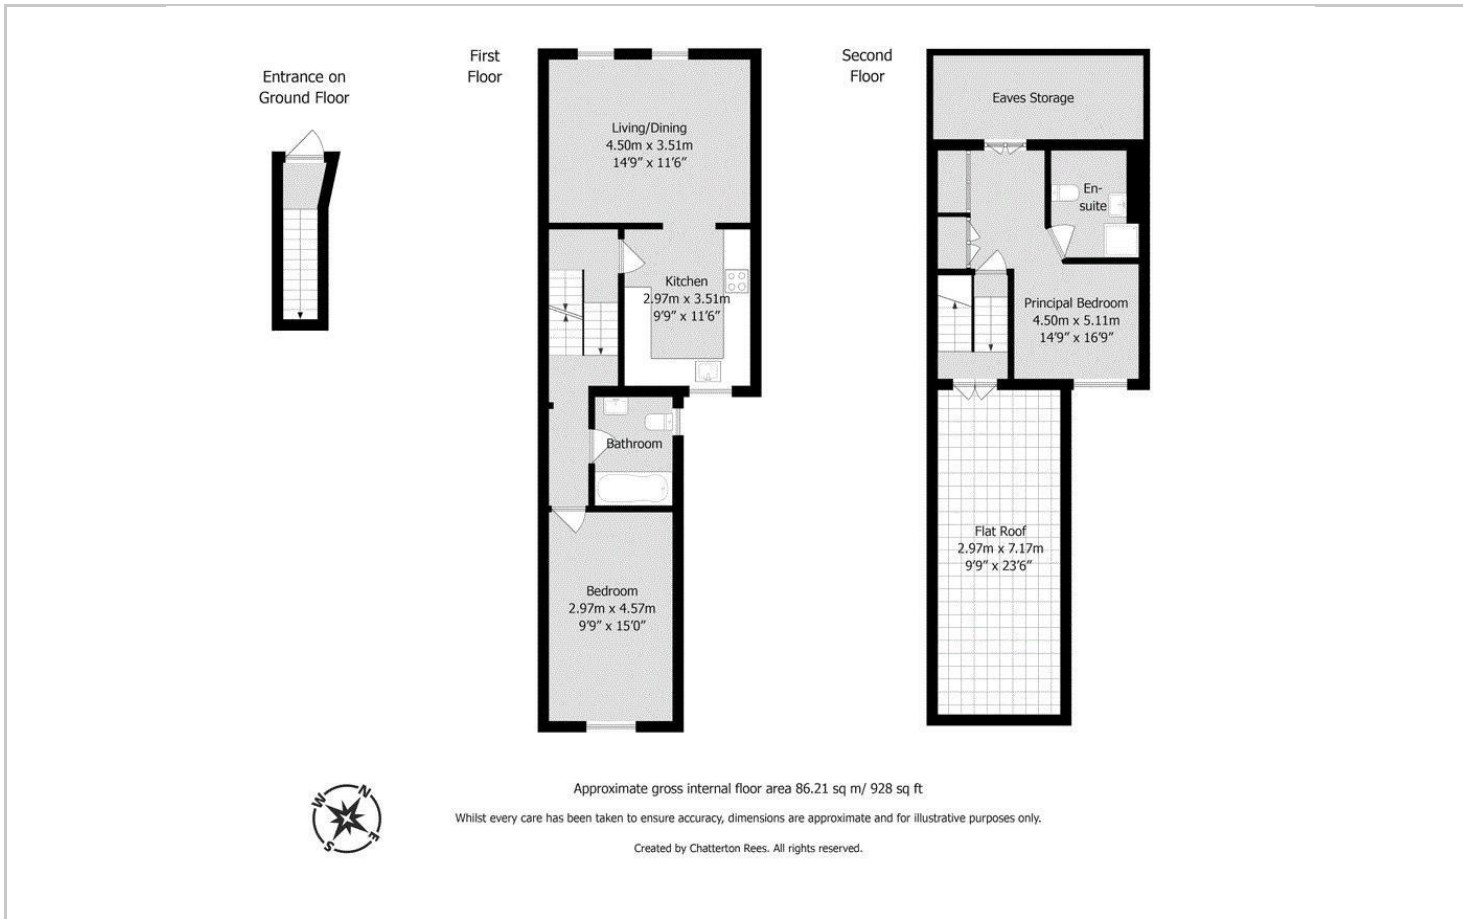 Entrance on
Ground Floor
First
Floor
Living/Dining
4.50m x 3.51m
14'9" x 11'6"
Kitchen
2.97m x 3.51m
9'9" x 11'6"
Bathroom
Bedroom
2.97m x 4.57m
9'9" x 15'0"
Second
Floor
Eaves Storage
En-
suite
Principal Bedroom
4.50m x 5.11m
14'9" x 16'9"
Flat Roof
2.97m x 7.17m
9'9" x 23'6"
N
W
E
S
Approximate gross internal floor area 86.21 sq m/ 928 sq ft
Whilst every care has been taken to ensure accuracy, dimensions are approximate and for illustrative purposes only.
Created by Chatterton Rees. All rights reserved.